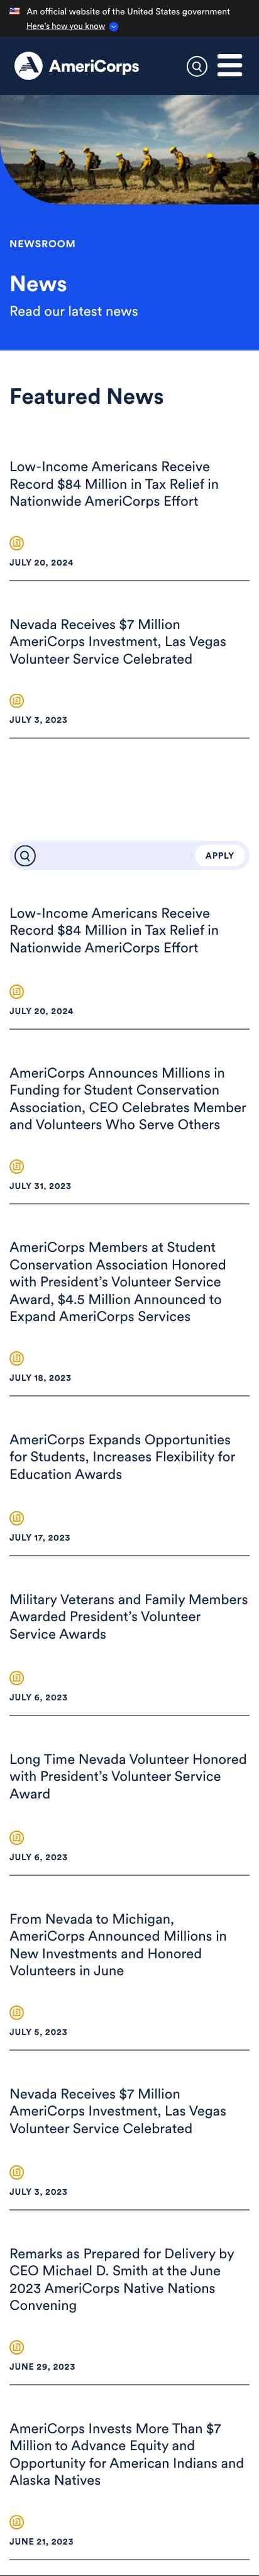 An official website of the United States government
Here's how you know
AmeriCorps
NEWSROOM
News
Read our latest news
Featured News
Low-Income Americans Receive
Record $84 Million in Tax Relief in
Nationwide AmeriCorps Effort
JULY 20, 2024
Nevada Receives $7 Million
AmeriCorps Investment, Las Vegas
Volunteer Service Celebrated
JULY 3, 2023
APPLY
Low-Income Americans Receive
Record $84 Million in Tax Relief in
Nationwide AmeriCorps Effort
JULY 20, 2024
AmeriCorps Announces Millions in
Funding for Student Conservation
Association, CEO Celebrates Member
and Volunteers Who Serve Others
JULY 31, 2023
AmeriCorps Members at Student
Conservation Association Honored
with President’s Volunteer Service
Award, $4.5 Million Announced to
Expand AmeriCorps Services
JULY 18, 2023
AmeriCorps Expands Opportunities
for Students, Increases Flexibility for
Education Awards
JULY 17, 2023
Military Veterans and Family Members
Awarded President’s Volunteer
Service Awards
JULY 6, 2023
Long Time Nevada Volunteer Honored
with President’s Volunteer Service
Award
JULY 6, 2023
From Nevada to Michigan,
AmeriCorps Announced Millions in
New Investments and Honored
Volunteers in June
JULY 5, 2023
Nevada Receives $7 Million
AmeriCorps Investment, Las Vegas
Volunteer Service Celebrated
JULY 3, 2023
Remarks as Prepared for Delivery by
CEO Michael D. Smith at the June
2023 AmeriCorps Native Nations
Convening
JUNE 29, 2023
AmeriCorps Invests More Than $7
Million to Advance Equity and
Opportunity for American Indians and
Alaska Natives
JUNE 21, 2023